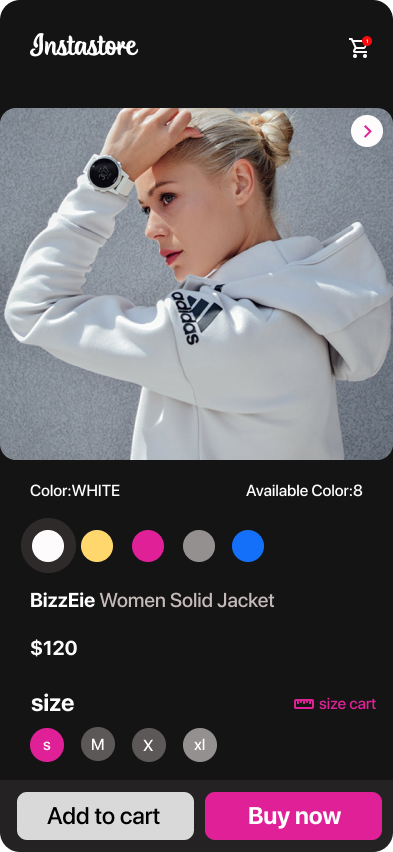 Instastore
1
adidas
Color:WHITE
Available Color:8
BizzEie Women Solid Jacket
$120
size
size cart
s
M
X
xl
Add to cart
Buy now